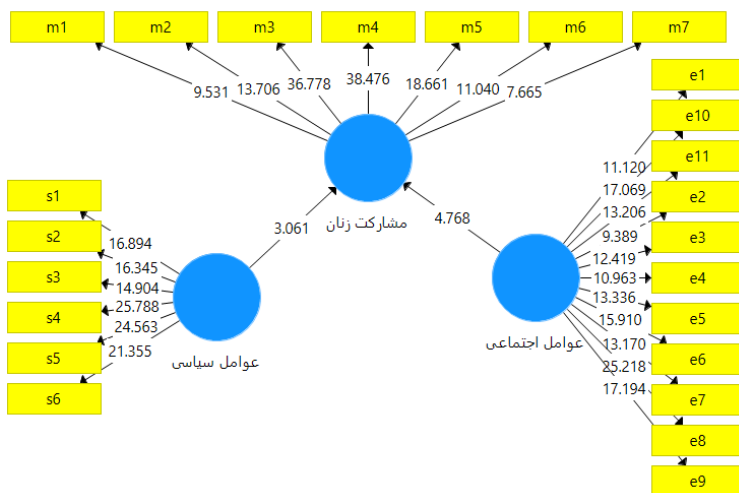 m1 m2 m3 m4 m5 m6 m7
9.531 13.706 36.778 38.476 18.661 11.040 7.665
مشارکت زنان
3.061
4.768
s1
s2
s3
s4
s5
s6
16.894
16.345
14.904
25.788
24.563
21.355
عوامل سیاسی
عوامل اجتماعی
11.120
17.069
13.206
9.389
12.419
10.963
13.336
15.910
13.170
25.218
17.194
e1
e10
e11
e2
e3
e4
e5
e6
e7
e8
e9